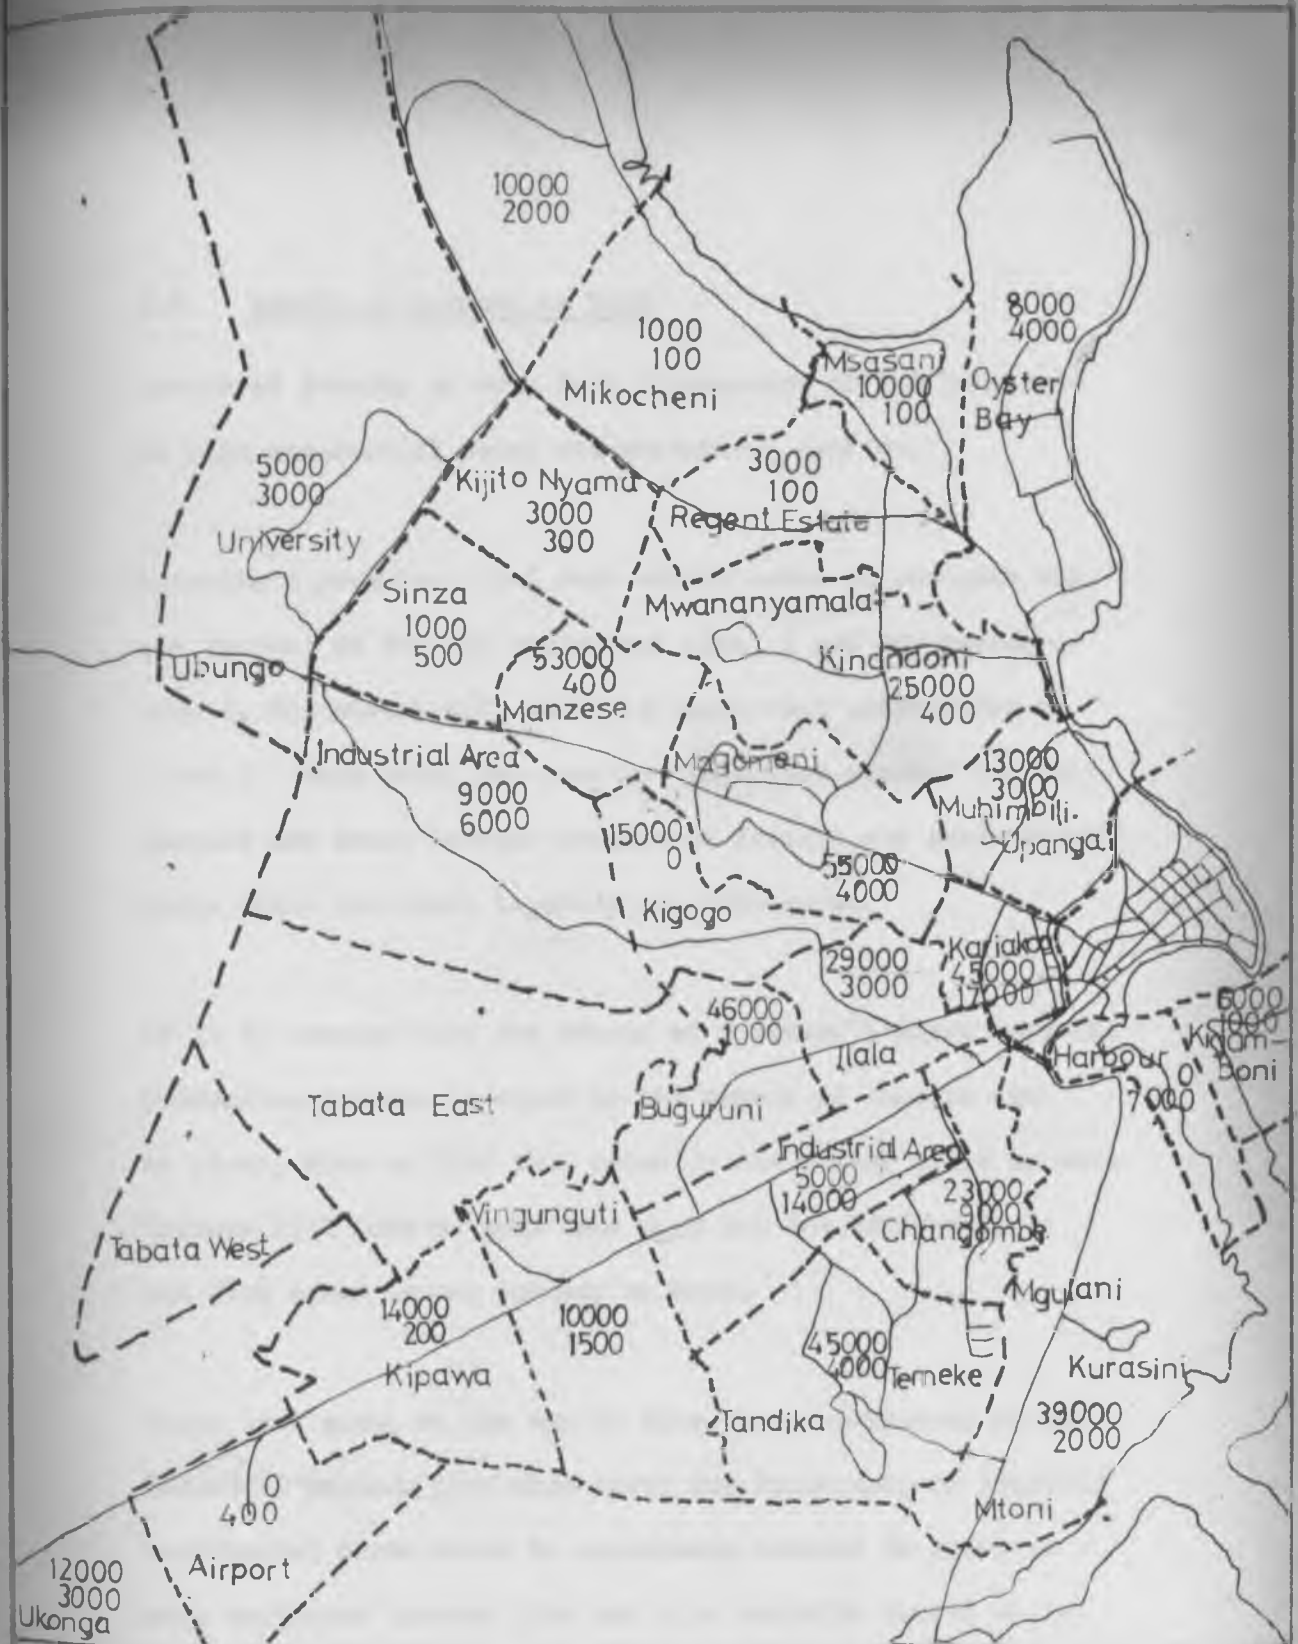 10000
2000
1000
100
Mikocheni
8000
4000
Oyster
Bay
Msasani
10000
100
5000
3000
University
Kijito Nyama
3000
300
3000
100
Regent Estate
Sinza
1000
500
Mwananyamala
Ubungo
53000
400
Manzese
Kinondoni
25000
400
Industrial Area
9000
6000
Magomeni
55000
4000
13000
3000
Muhimbili.
Upanga
15000
0
Kigogo
29000
3000
Ilala
Kariakoo
45000
17000
46000
1000
Buguruni
6000
1000
Kigam-
boni
Harbour
0
7000
Tabata East
Industrial Area
5000
14000
23000
9000
Changombe
Vingunguti
10000
1500
Tabata West
14000
200
Kipawa
Mgulani
45000
4000
Temeke
Kurasini
39000
2000
Tandika
Mtoni
0
400
Airport
12000
3000
Ukonga